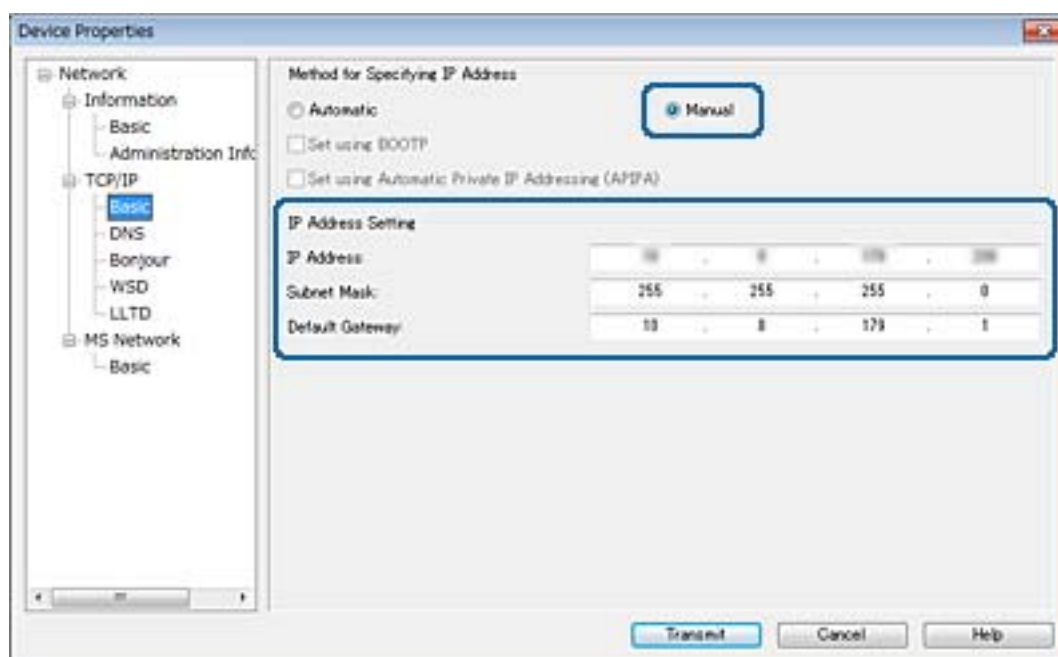 Device Properties
Network
Information
Basic
Administration Info
TCP/IP
Basic
DNS
Bonjour
WSD
LLTD
MS Network
Basic
Method for Specifying IP Address
Automatic
Manual
Set using BOOTP
Set using Automatic Private IP Addressing (APIPA)
IP Address Setting
IP Address:
Subnet Mask: 255 . 255 . 255 . 0
Default Gateway: 10 . 8 . 179 . 1
Transmit Cancel Help